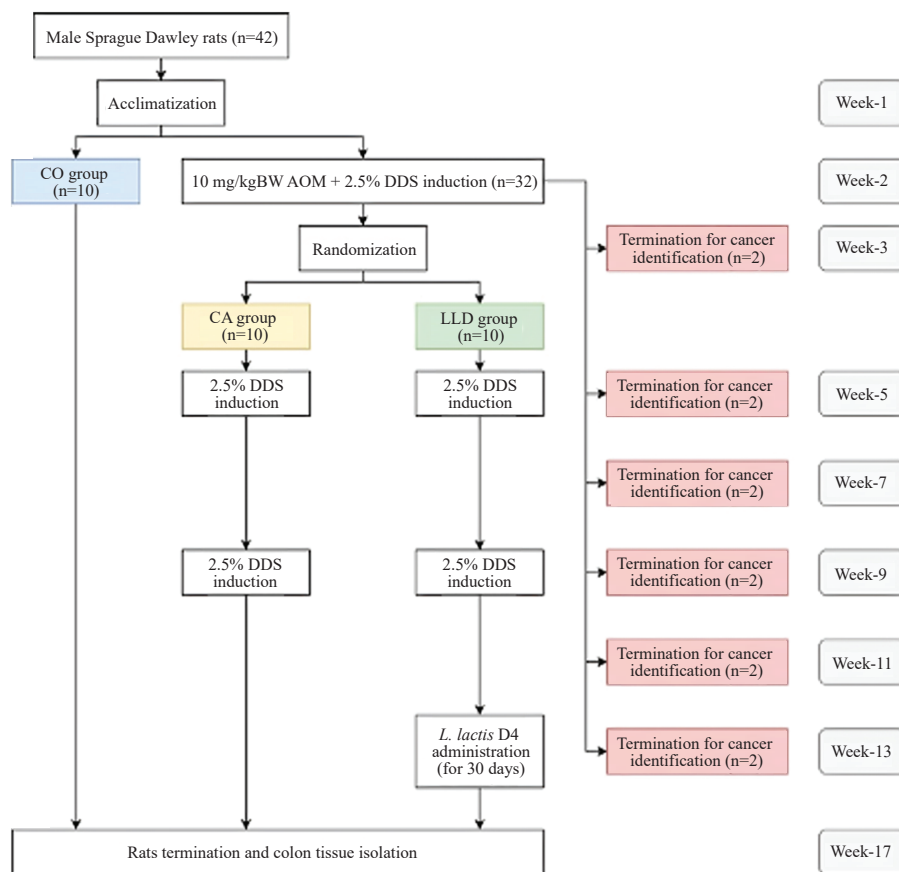 Male Sprague Dawley rats (n=42)
Acclimatization
Week-1
CO group
(n=10)
10 mg/kgBW AOM + 2.5% DDS induction (n=32)
Week-2
Randomization
Termination for cancer
identification (n=2)
Week-3
CA group
(n=10)
LLD group
(n=10)
2.5% DDS
induction
2.5% DDS
induction
Termination for cancer
identification (n=2)
Week-5
Termination for cancer
identification (n=2)
Week-7
2.5% DDS
induction
2.5% DDS
induction
Termination for cancer
identification (n=2)
Week-9
Termination for cancer
identification (n=2)
Week-11
L. lactis D4
administration
(for 30 days)
Termination for cancer
identification (n=2)
Week-13
Rats termination and colon tissue isolation
Week-17